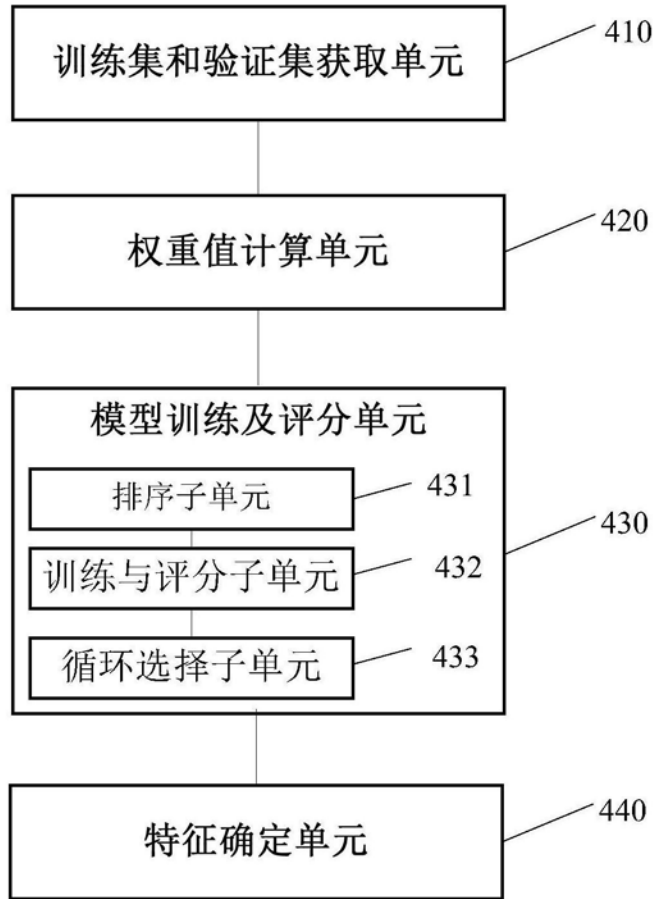 训练集和验证集获取单元
410
权重值计算单元
420
模型训练及评分单元
430
排序子单元
431
训练与评分子单元
432
循环选择子单元
433
特征确定单元
440